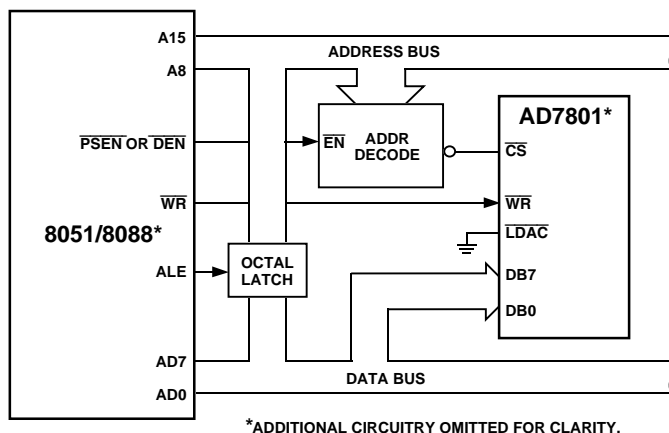 A15
ADDRESS BUS
A8
AD7801*
PSEN OR DEN
EN
ADDR
DECODE
CS
WR
WR
8051/8088*
LDAC
ALE
OCTAL
LATCH
DB7
DB0
AD7
DATA BUS
AD0
*ADDITIONAL CIRCUITRY OMITTED FOR CLARITY.